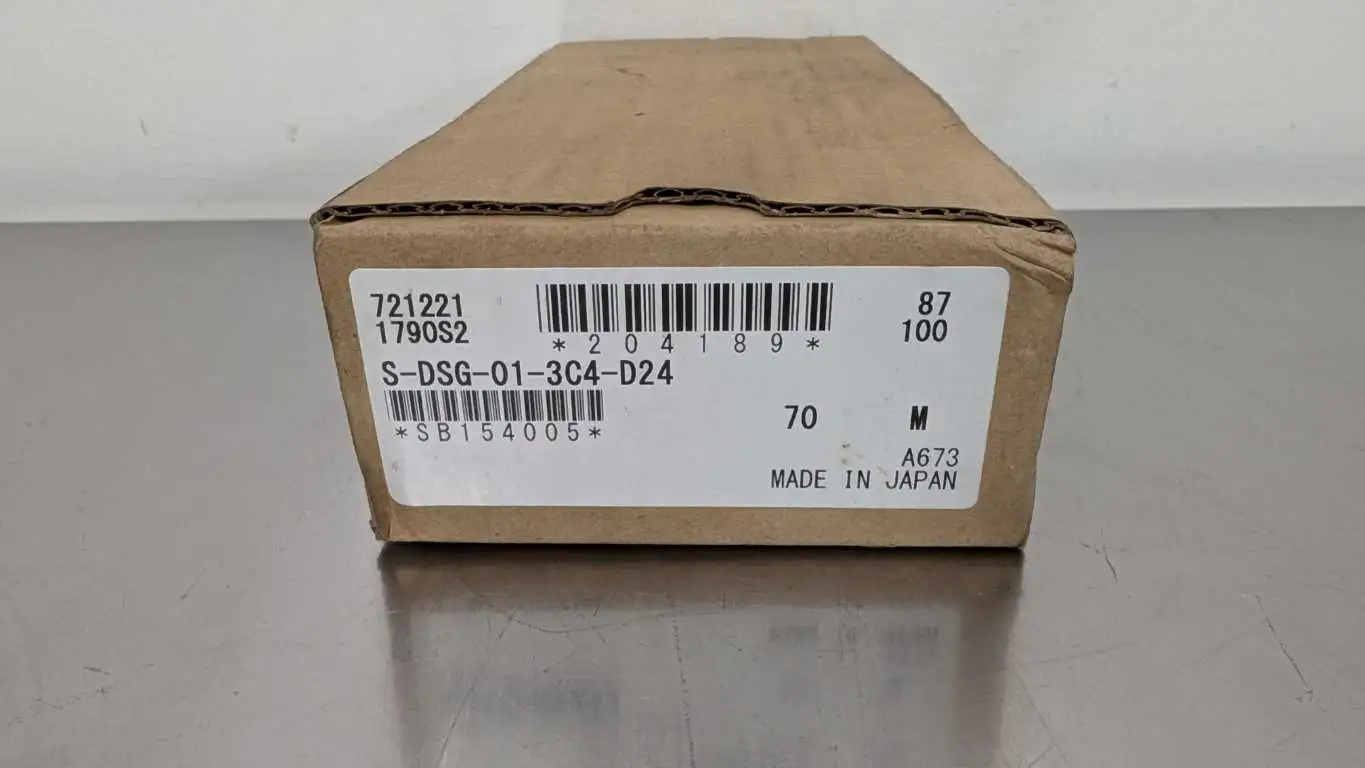 721221
1790S2
*204189*
87
100
S-DSG-01-3C4-D24
*SB154005*
70 M
A673
MADE IN JAPAN